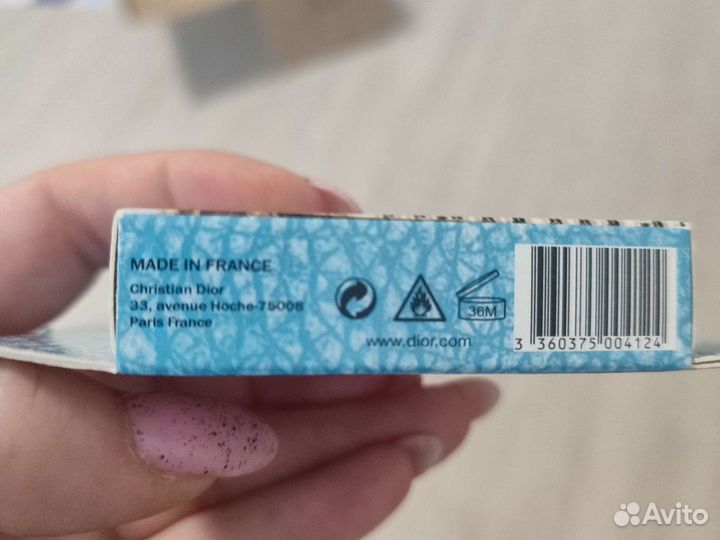 MADE IN FRANCE
Christian Dior
33, avenue Hoche-75008
Paris France
36M
www.dior.com
3 360375 004124
Avito